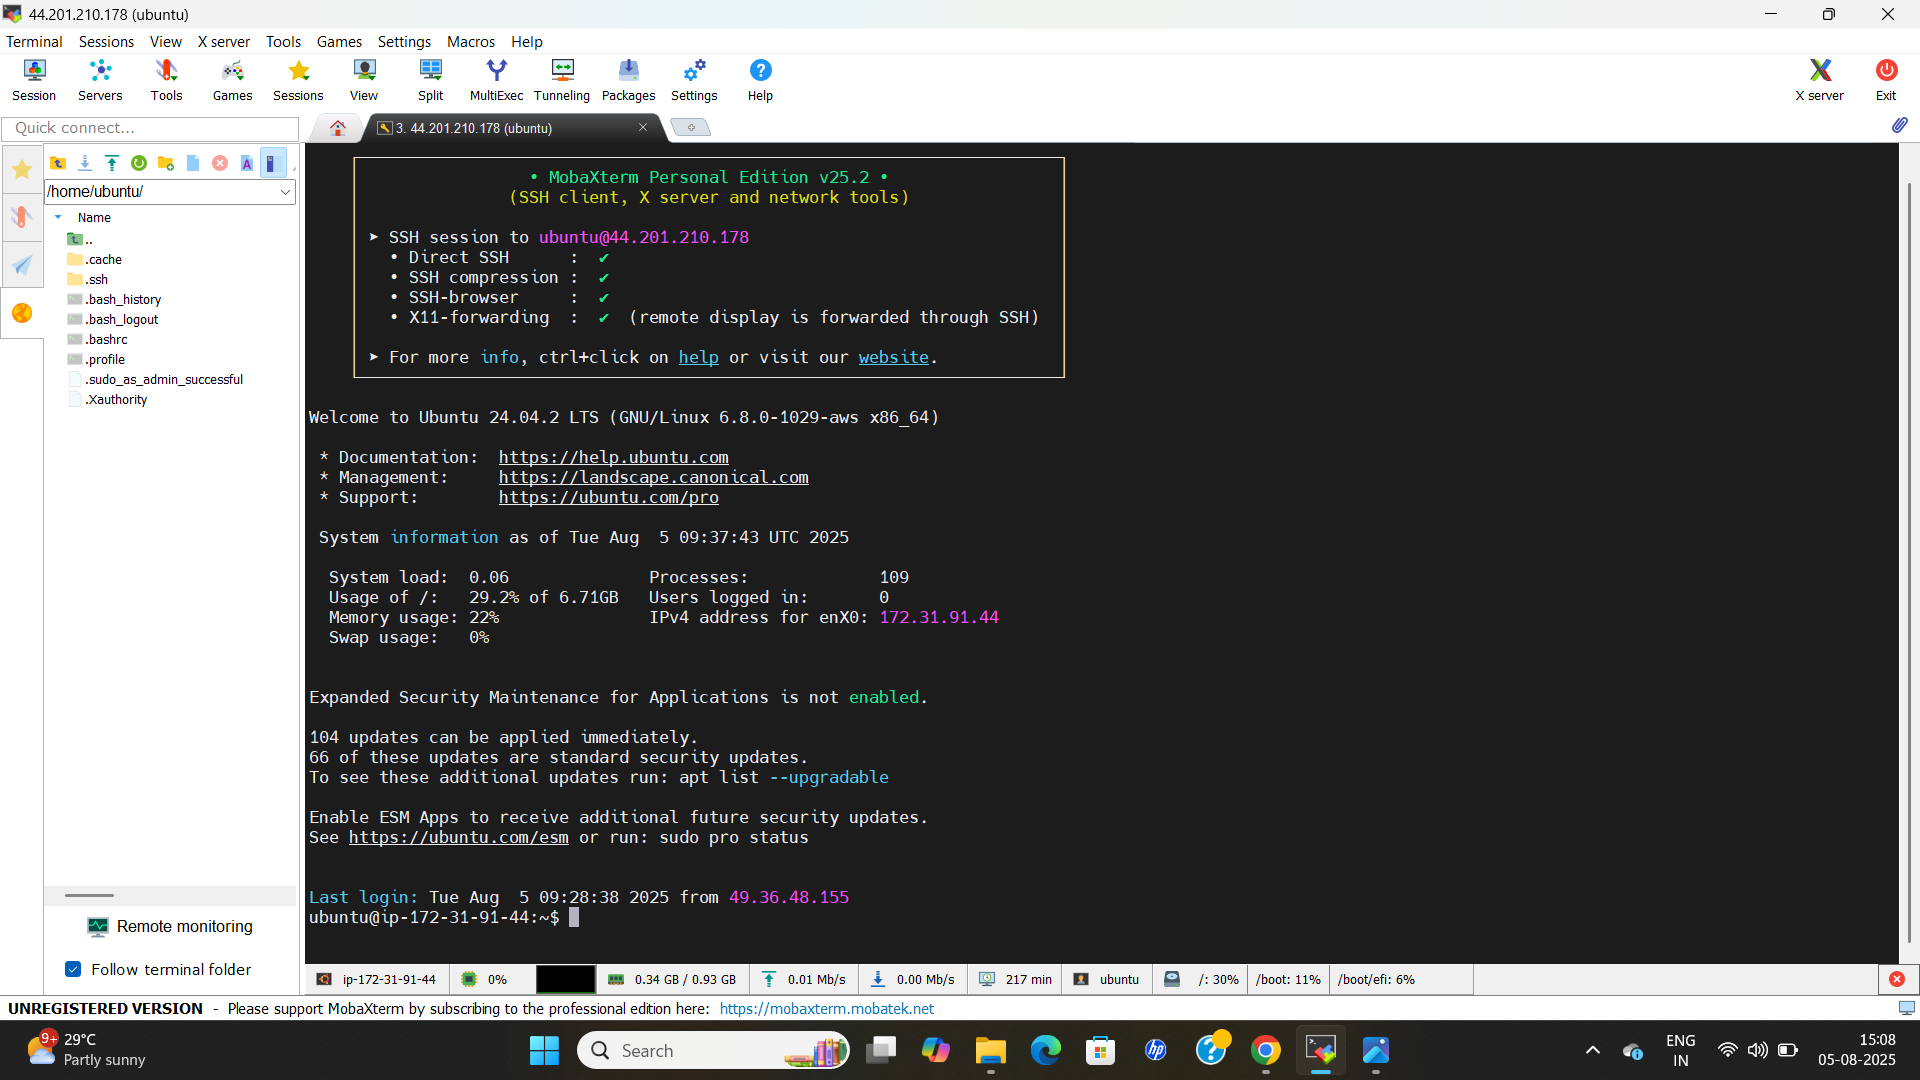 44.201.210.178 (ubuntu)
Terminal Sessions View X server Tools Games Settings Macros Help
Session Servers Tools Games Sessions View Split MultiExec Tunneling Packages Settings Help X server Exit
Quick connect...
3. 44.201.210.178 (ubuntu)
/home/ubuntu/
Name
..
.cache
.ssh
.bash_history
.bash_logout
.bashrc
.profile
.sudo_as_admin_successful
.Xauthority
Remote monitoring
Follow terminal folder
• MobaXterm Personal Edition v25.2 •
(SSH client, X server and network tools)
➤ SSH session to ubuntu@44.201.210.178
• Direct SSH : ✔
• SSH compression : ✔
• SSH-browser : ✔
• X11-forwarding : ✔ (remote display is forwarded through SSH)
➤ For more info, ctrl+click on help or visit our website.
Welcome to Ubuntu 24.04.2 LTS (GNU/Linux 6.8.0-1029-aws x86_64)
* Documentation: https://help.ubuntu.com
* Management: https://landscape.canonical.com
* Support: https://ubuntu.com/pro
System information as of Tue Aug 5 09:37:43 UTC 2025
System load: 0.06 Processes: 109
Usage of /: 29.2% of 6.71GB Users logged in: 0
Memory usage: 22% IPv4 address for enX0: 172.31.91.44
Swap usage: 0%
Expanded Security Maintenance for Applications is not enabled.
104 updates can be applied immediately.
66 of these updates are standard security updates.
To see these additional updates run: apt list --upgradable
Enable ESM Apps to receive additional future security updates.
See https://ubuntu.com/esm or run: sudo pro status
Last login: Tue Aug 5 09:28:38 2025 from 49.36.48.155
ubuntu@ip-172-31-91-44:~$
ip-172-31-91-44 0% 0.34 GB / 0.93 GB 0.01 Mb/s 0.00 Mb/s 217 min ubuntu /: 30% /boot: 11% /boot/efi: 6%
UNREGISTERED VERSION - Please support MobaXterm by subscribing to the professional edition here: https://mobaxterm.mobatek.net
9+
29°C
Partly sunny
Search
hp
ENG
IN
15:08
05-08-2025